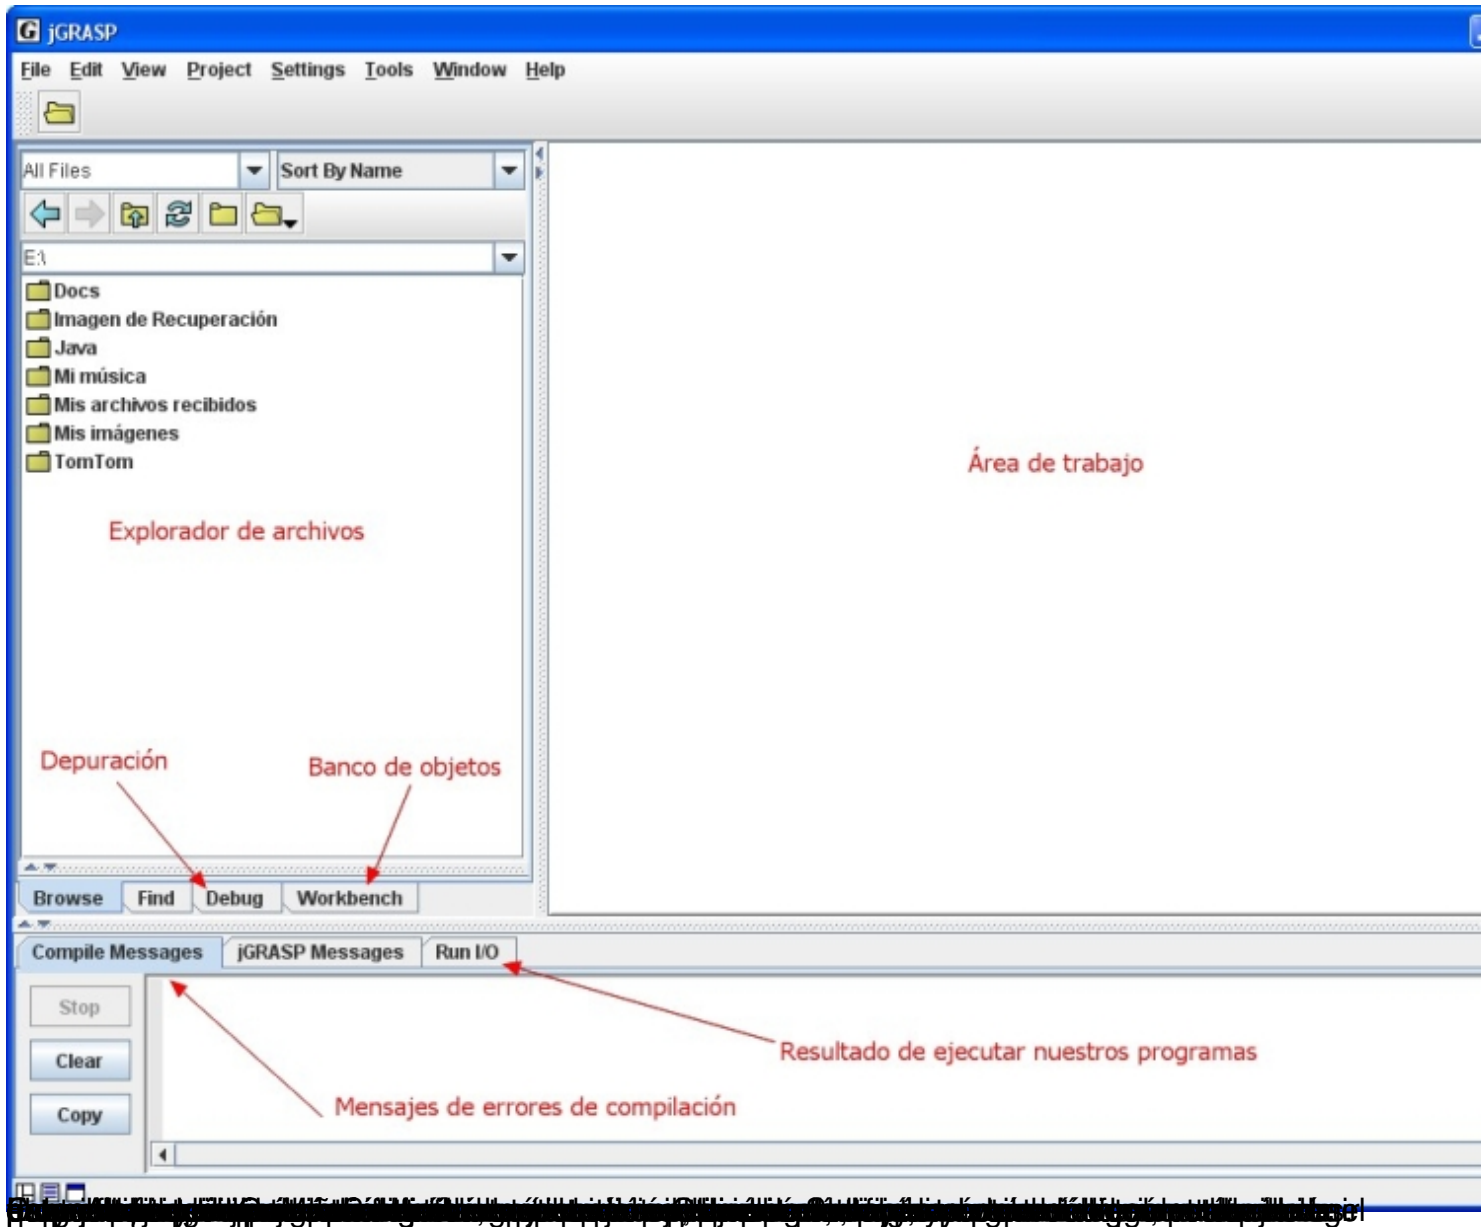 jGRASP
File Edit View Project Settings Tools Window Help
All Files Sort By Name
E:\
Docs
Imagen de Recuperación
Java
Mi música
Mis archivos recibidos
Mis imágenes
TomTom
Área de trabajo
Explorador de archivos
Depuración
Banco de objetos
Browse Find Debug Workbench
Compile Messages jGRASP Messages Run I/O
Stop
Clear
Copy
Resultado de ejecutar nuestros programas
Mensajes de errores de compilación